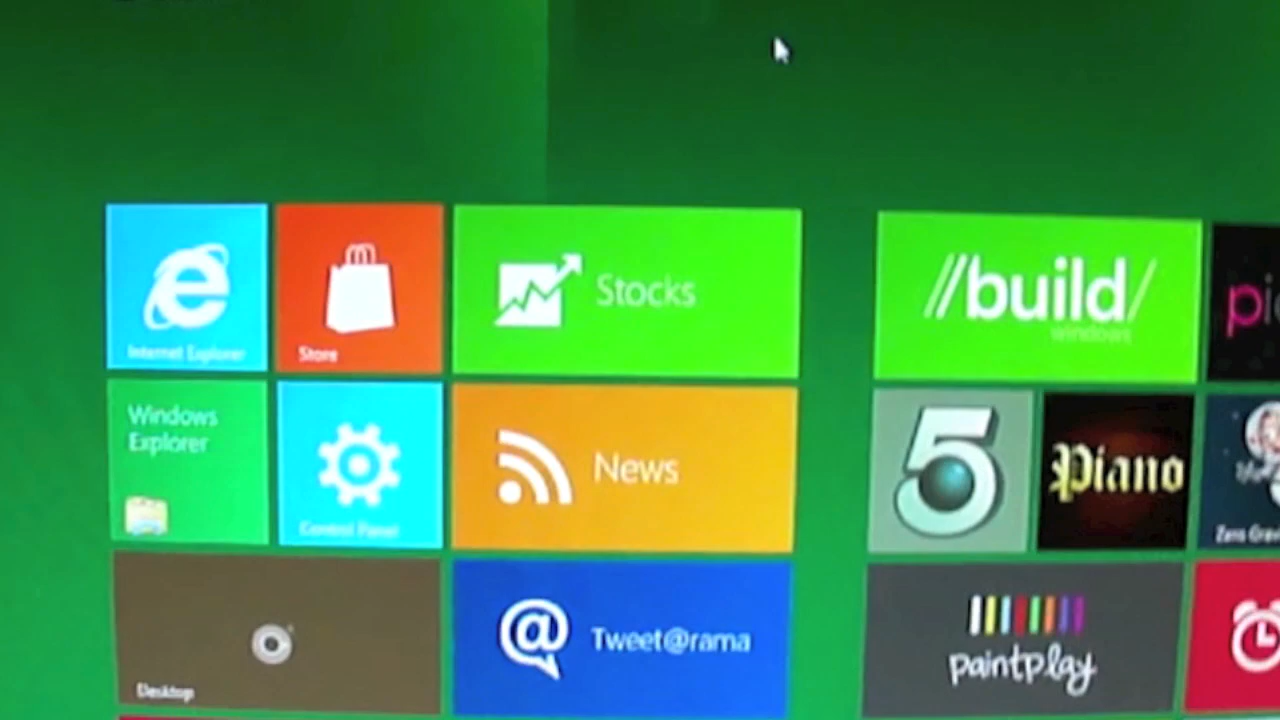 Internet Explorer
Store
Stocks
//build/
windows
Windows
Explorer
Control Panel
News
5
Piano
Desktop
Tweet@rama
paintplay